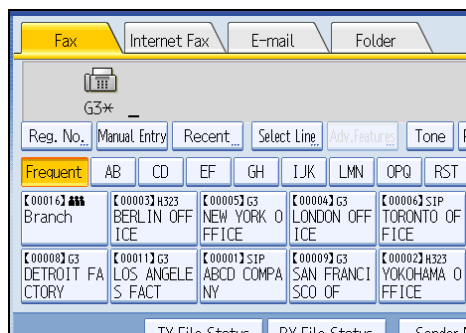 Fax Internet Fax E-mail Folder
G3* _
Reg. No. Manual Entry Recent Select Line Adv.Features Tone
Frequent AB CD EF GH IJK LMN OPQ RST
【00016】 【00003】H323 【00005】G3 【00004】G3 【00006】SIP
Branch BERLIN OFF NEW YORK O LONDON OFF TORONTO OF
ICE FFICE ICE FICE
【00008】G3 【00011】G3 【00001】SIP 【00009】G3 【00002】H323
DETROIT FA LOS ANGELE ABCD COMPA SAN FRANCI YOKOHAMA O
CTORY S FACT NY SCO OF FFICE
TX File Status RX File Status Sender